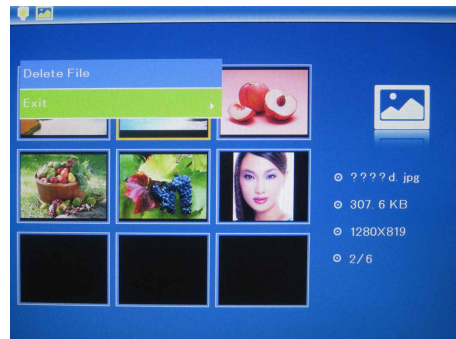 Delete File
Exit
????d. jpg
307. 6 KB
1280X819
2/6